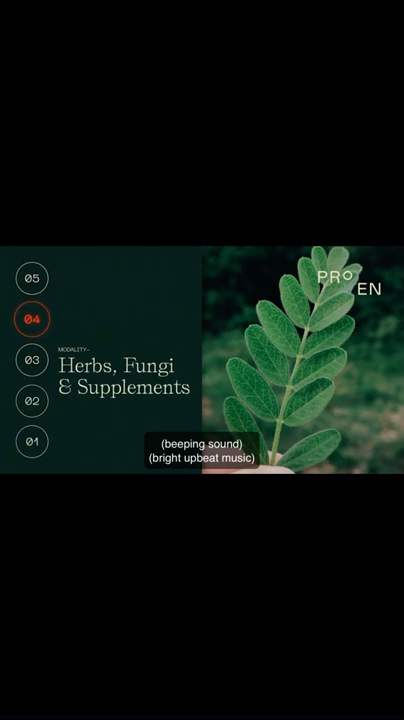 05
04
03
02
01
MODALITY–
Herbs, Fungi
& Supplements
PRO
EN
(beeping sound)
(bright upbeat music)